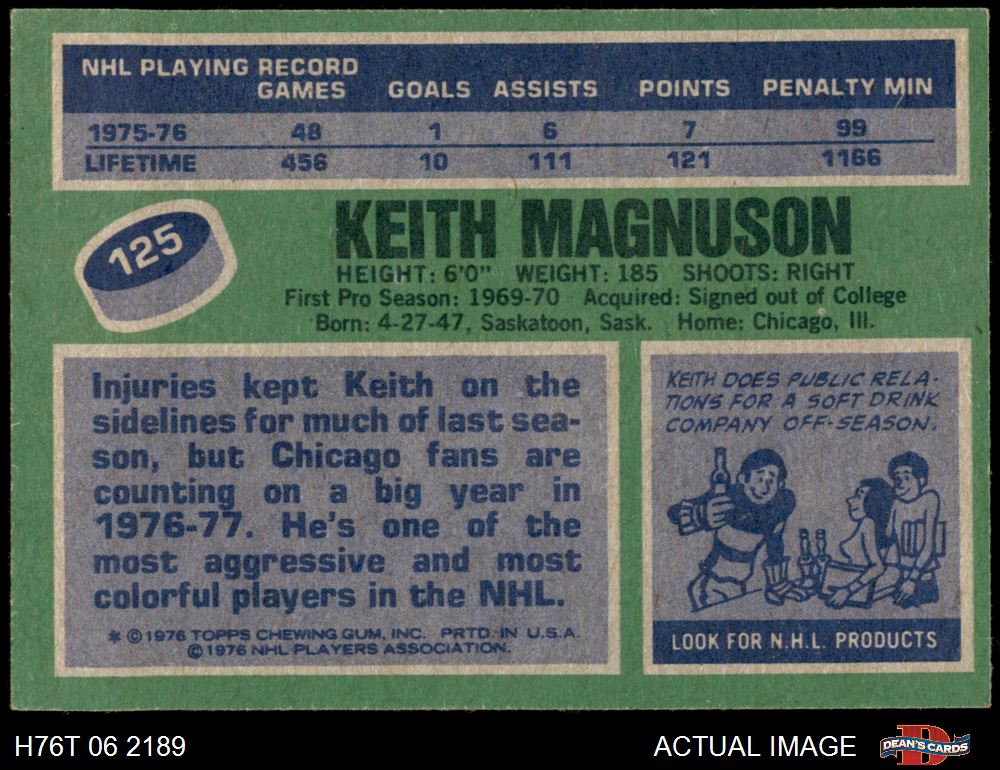 NHL PLAYING RECORD
GAMES GOALS ASSISTS POINTS PENALTY MIN
1975-76 48 1 6 7 99
LIFETIME 456 10 111 121 1166
125
KEITH MAGNUSON
HEIGHT: 6'0" WEIGHT: 185 SHOOTS: RIGHT
First Pro Season: 1969-70 Acquired: Signed out of College
Born: 4-27-47, Saskatoon, Sask. Home: Chicago, Ill.
Injuries kept Keith on the
sidelines for much of last sea-
son, but Chicago fans are
counting on a big year in
1976-77. He's one of the
most aggressive and most
colorful players in the NHL.
* © 1976 TOPPS CHEWING GUM, INC. PRTD. IN U.S.A.
© 1976 NHL PLAYERS ASSOCIATION.
KEITH DOES PUBLIC RELA-
TIONS FOR A SOFT DRINK
COMPANY OFF-SEASON.
LOOK FOR N.H.L. PRODUCTS
H76T 06 2189
ACTUAL IMAGE
D
DEAN'S CARDS